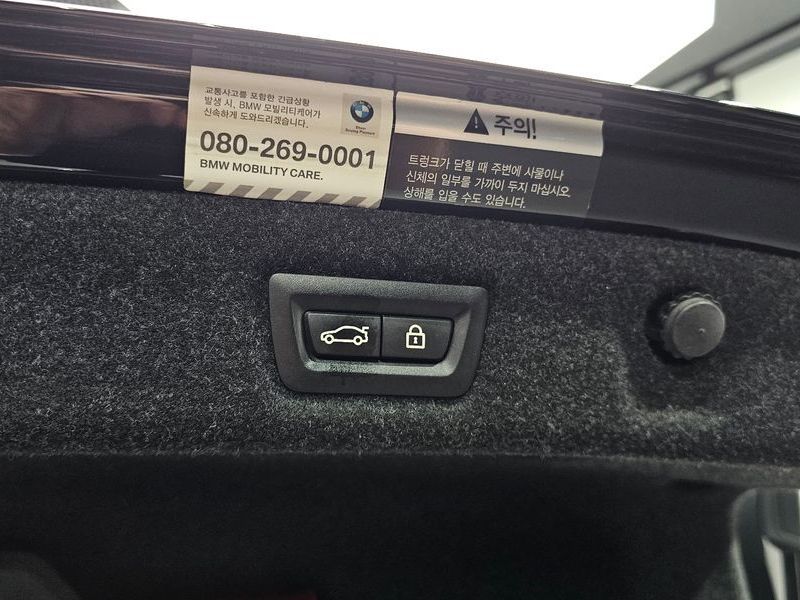 교통사고를 포함한 긴급상황
발생 시, BMW 모빌리티케어가
신속하게 도와드리겠습니다.
080-269-0001
BMW MOBILITY CARE.
주의!
트렁크가 닫힐 때 주변에 사물이나
신체의 일부를 가까이 두지 마십시오.
상해를 입을 수도 있습니다.